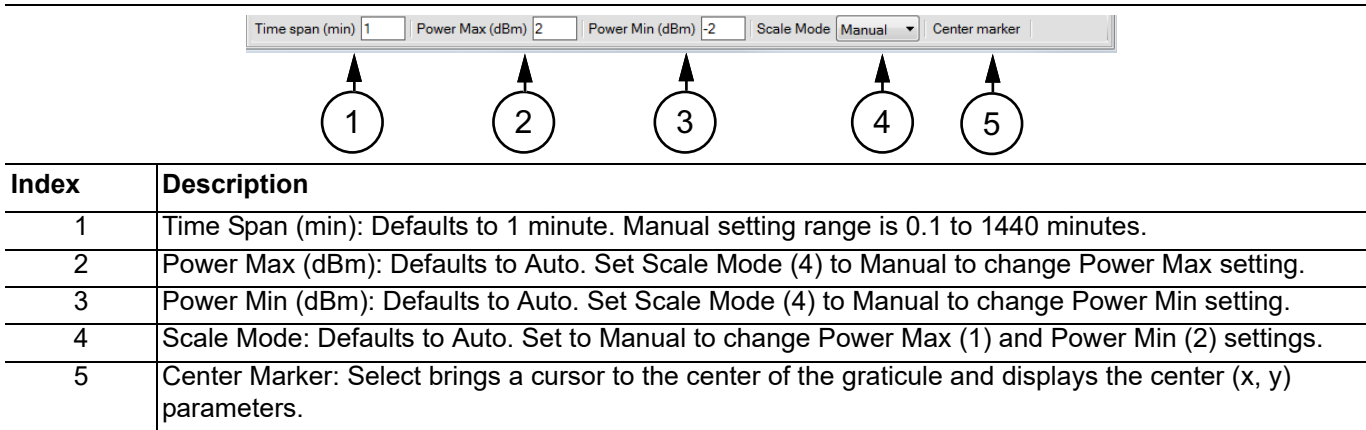 Time span (min) 1 Power Max (dBm) 2 Power Min (dBm) -2 Scale Mode Manual Center marker
1 2 3 4 5
Index Description
1 Time Span (min): Defaults to 1 minute. Manual setting range is 0.1 to 1440 minutes.
2 Power Max (dBm): Defaults to Auto. Set Scale Mode (4) to Manual to change Power Max setting.
3 Power Min (dBm): Defaults to Auto. Set Scale Mode (4) to Manual to change Power Min setting.
4 Scale Mode: Defaults to Auto. Set to Manual to change Power Max (1) and Power Min (2) settings.
5 Center Marker: Select brings a cursor to the center of the graticule and displays the center (x, y)
parameters.